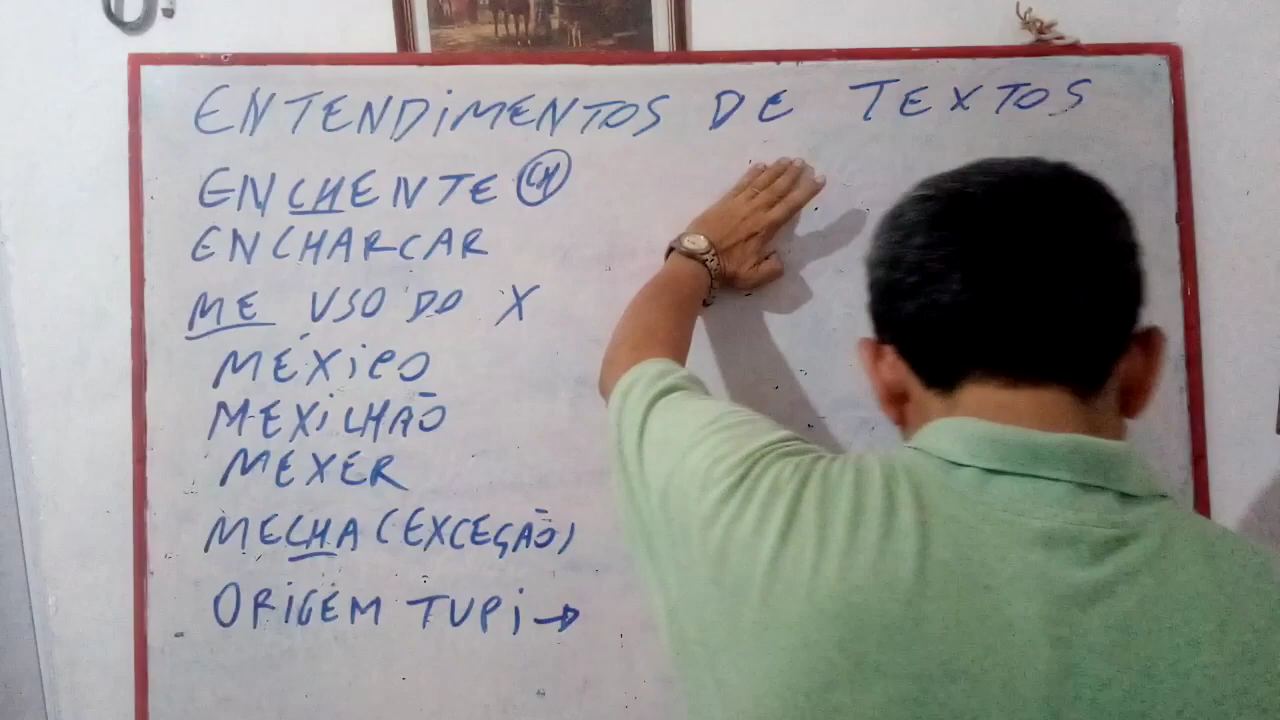 ENTENDIMENTOS DE TEXTOS
ENCHENTE CH
ENCHARCAR
ME USO DO X
MÉXICO
MEXILHÃO
MEXER
MECHA (EXCEÇÃO)
ORIGEM TUPI →